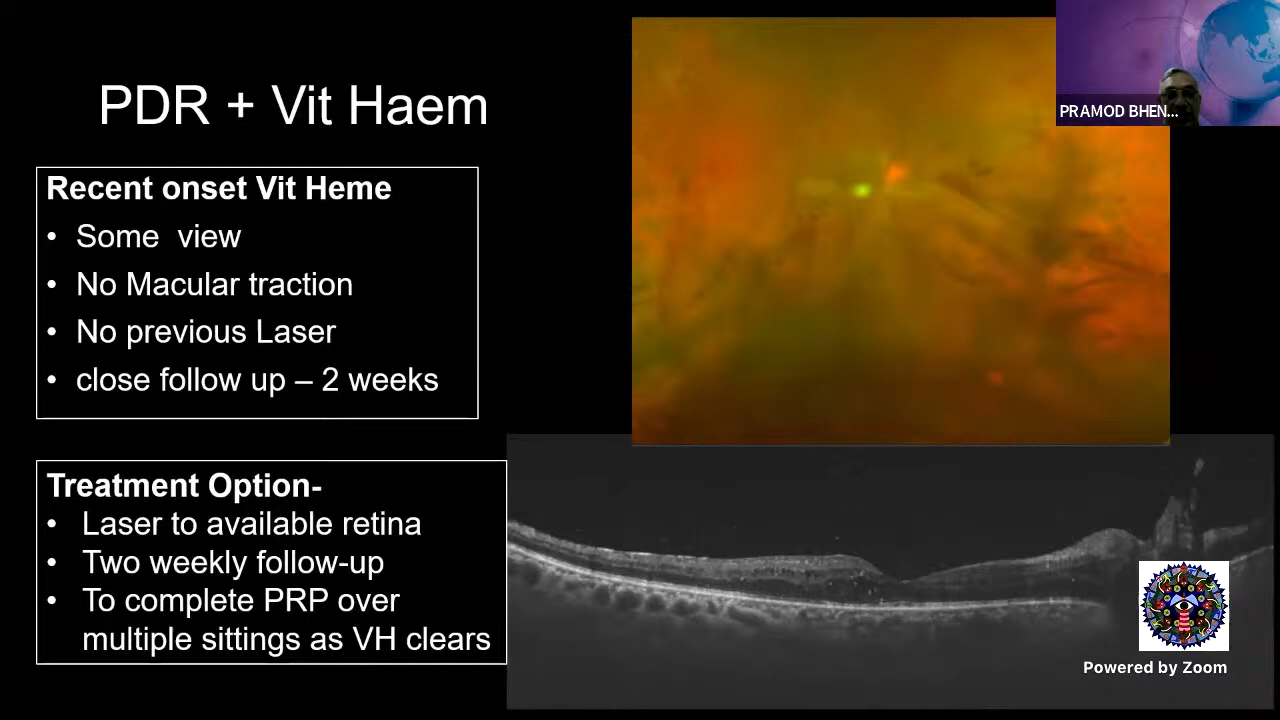 PDR + Vit Haem
Recent onset Vit Heme
• Some view
• No Macular traction
• No previous Laser
• close follow up – 2 weeks
Treatment Option-
• Laser to available retina
• Two weekly follow-up
• To complete PRP over
multiple sittings as VH clears
PRAMOD BHEN...
Powered by Zoom